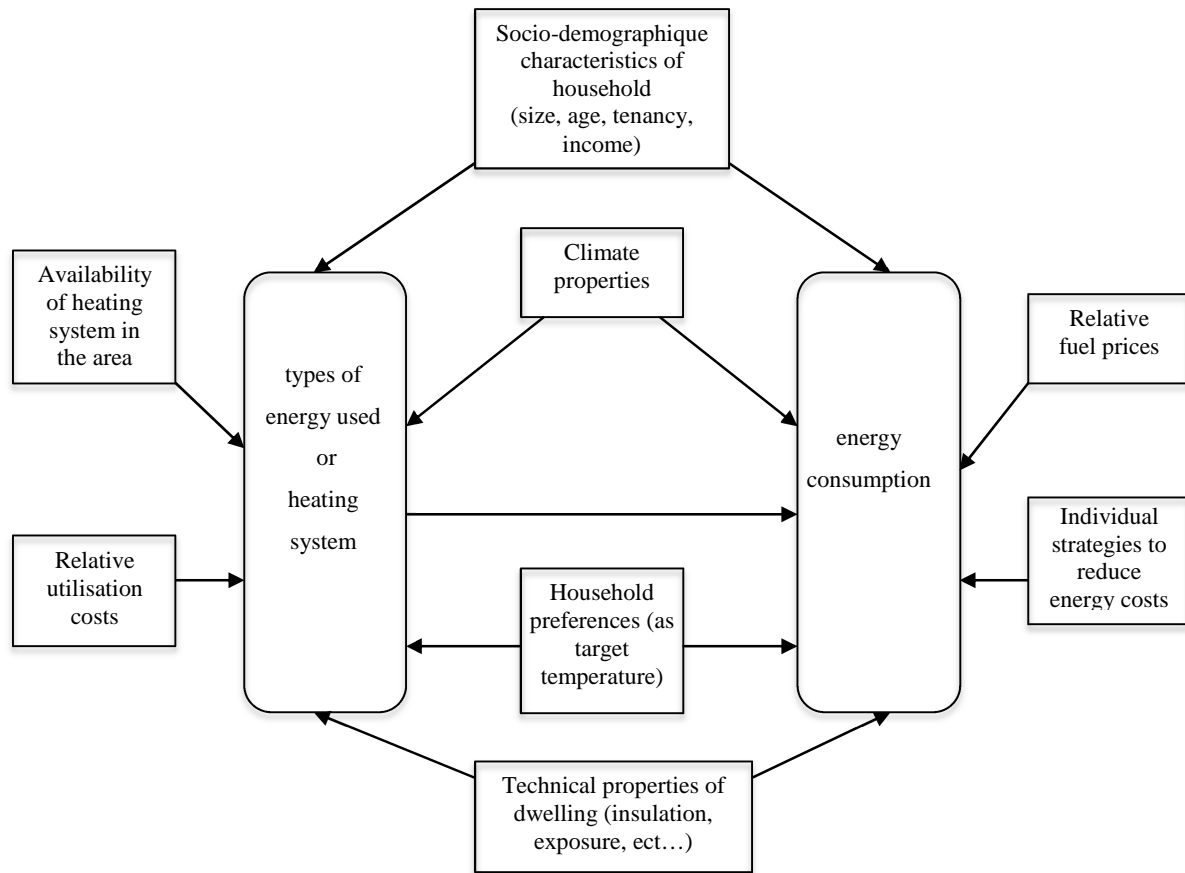 Socio-demographique
characteristics of
household
(size, age, tenancy,
income)
Climate
properties
Availability
of heating
system in
the area
Relative
fuel prices
types of
energy used
or
heating
system
energy
consumption
Individual
strategies to
reduce
energy costs
Relative
utilisation
costs
Household
preferences (as
target
temperature)
Technical properties of
dwelling (insulation,
exposure, ect…)